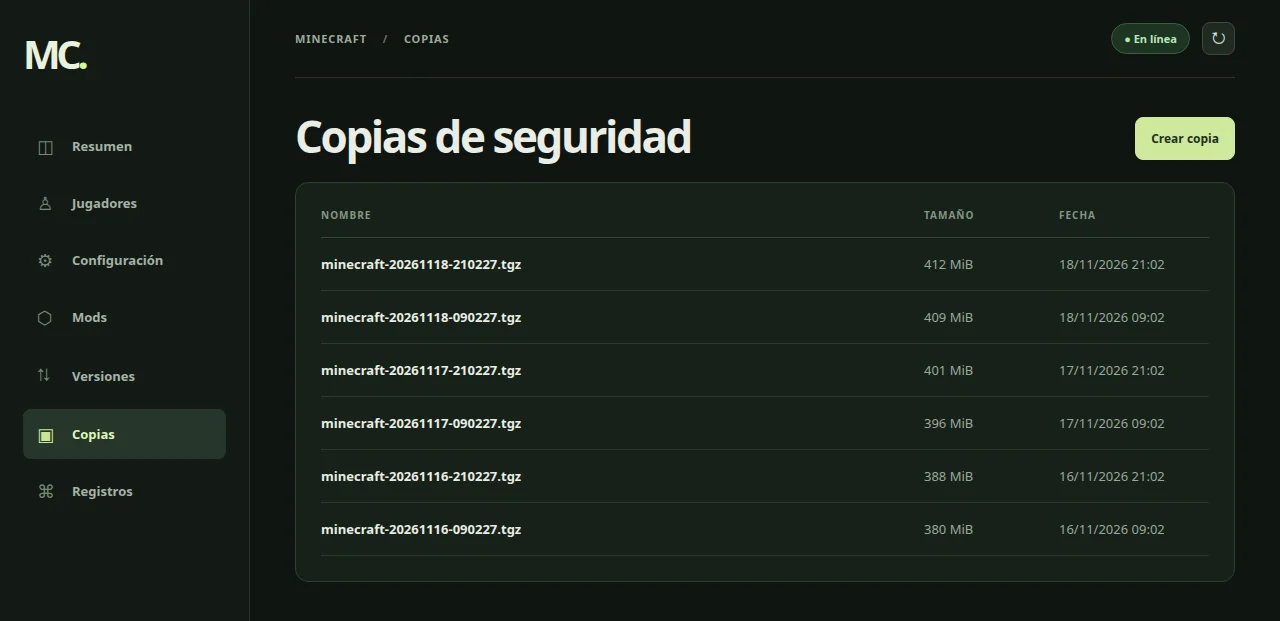 MC.
Resumen
Jugadores
Configuración
Mods
Versiones
Copias
Registros
MINECRAFT / COPIAS
● En línea
Copias de seguridad
Crear copia
NOMBRE TAMAÑO FECHA
minecraft-20261118-210227.tgz 412 MiB 18/11/2026 21:02
minecraft-20261118-090227.tgz 409 MiB 18/11/2026 09:02
minecraft-20261117-210227.tgz 401 MiB 17/11/2026 21:02
minecraft-20261117-090227.tgz 396 MiB 17/11/2026 09:02
minecraft-20261116-210227.tgz 388 MiB 16/11/2026 21:02
minecraft-20261116-090227.tgz 380 MiB 16/11/2026 09:02